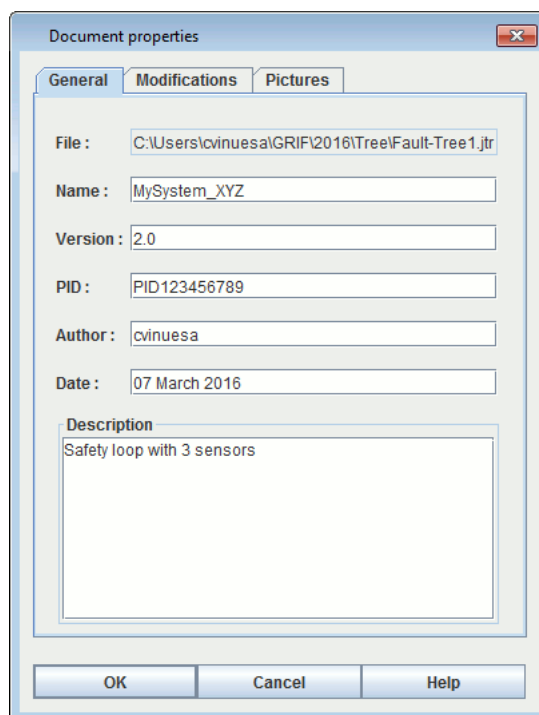 Document properties
General Modifications Pictures
File : C:\Users\cvinuesa\GRIF\2016\Tree\Fault-Tree1.jtr
Name : MySystem_XYZ
Version : 2.0
PID : PID123456789
Author : cvinuesa
Date : 07 March 2016
Description
Safety loop with 3 sensors
OK Cancel Help